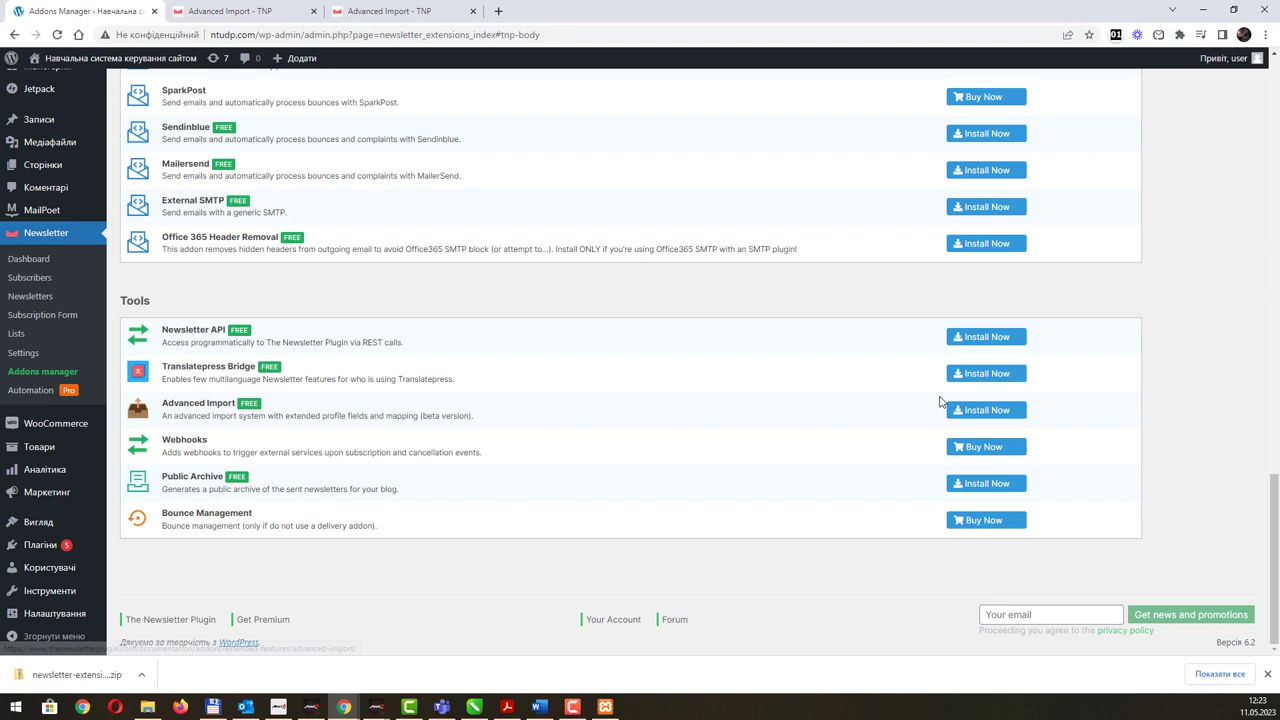 Addons Manager ‹ Навчальна си
Advanced Import - TNP
Advanced Import - TNP
Не конфіденційний
ntudp.com/wp-admin/admin.php?page=newsletter_extensions_index#tnp-body
Навчальна система керування сайтом
7
0
Додати
Привіт, user
Jetpack
Записи
Медіафайли
Сторінки
Коментарі
MailPoet
Newsletter
Dashboard
Subscribers
Newsletters
Subscription Form
Lists
Settings
Addons manager
Automation Pro
WooCommerce
Товари
Аналітика
Маркетинг
Вигляд
Плагіни 5
Користувачі
Інструменти
Налаштування
Згорнути меню
SparkPost
Send emails and automatically process bounces with SparkPost.
Buy Now
Sendinblue FREE
Send emails and automatically process bounces and complaints with Sendinblue.
Install Now
Mailersend FREE
Send emails and automatically process bounces and complaints with MailerSend.
Install Now
External SMTP FREE
Send emails with a generic SMTP.
Install Now
Office 365 Header Removal FREE
This addon removes hidden headers from outgoing email to avoid Office365 SMTP block (or attempt to...). Install ONLY if you're using Office365 SMTP with an SMTP plugin!
Install Now
Tools
Newsletter API FREE
Access programmatically to The Newsletter Plugin via REST calls.
Install Now
Translatepress Bridge FREE
Enables few multilanguage Newsletter features for who is using Translatepress.
Install Now
Advanced Import FREE
An advanced import system with extended profile fields and mapping (beta version).
Install Now
Webhooks
Adds webhooks to trigger external services upon subscription and cancellation events.
Buy Now
Public Archive FREE
Generates a public archive of the sent newsletters for your blog.
Install Now
Bounce Management
Bounce management (only if do not use a delivery addon).
Buy Now
The Newsletter Plugin
Get Premium
Your Account
Forum
Your email
Get news and promotions
Proceeding you agree to the privacy policy
Дякуємо за творчість з WordPress.
Версія 6.2
https://www.thenewsletterplugin.com/documentation/addons/extended-features/advanced-import/
newsletter-extensi....zip
Показати все
12:23
11.05.2023